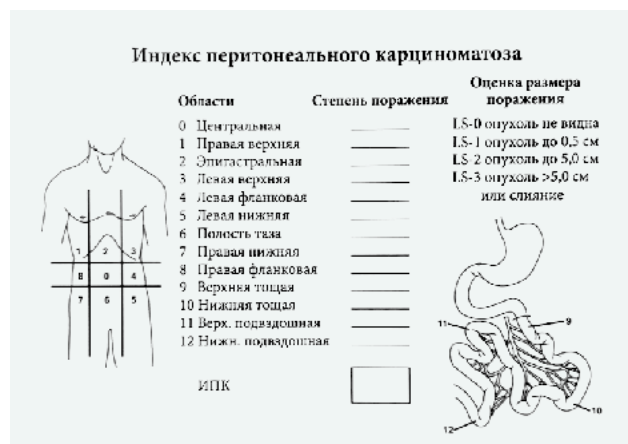 Индекс перитонеального карциноматоза
Области
Степень поражения
Оценка размера
поражения
0 Центральная
1 Правая верхняя
2 Эпигастральная
3 Левая верхняя
4 Левая фланковая
5 Левая нижняя
6 Полость таза
7 Правая нижняя
8 Правая фланковая
9 Верхняя тощая
10 Нижняя тощая
11 Верх. подвздошная
12 Нижн. подвздошная
ИПК
LS-0 опухоль не видна
LS-1 опухоль до 0,5 см
LS-2 опухоль до 5,0 см
LS-3 опухоль >5,0 см
или слияние
1 2 3
8 0 4
7 6 5
11
9
10
12